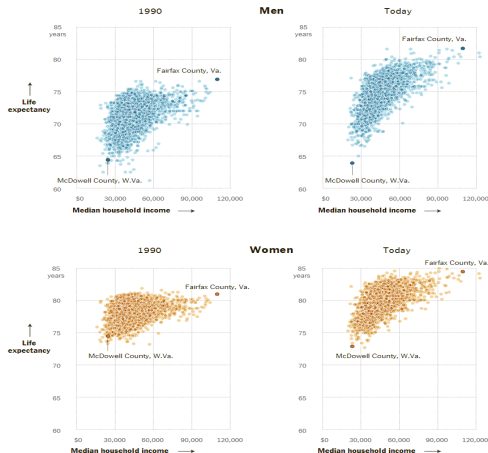 1990
Men
Today
85
years
80
75
70
65
60
Life
expectancy
Fairfax County, Va.
McDowell County, W.Va.
$0
30,000
60,000
90,000
120,000
Median household income
85
years
80
75
70
65
60
Fairfax County, Va.
McDowell County, W.Va.
$0
30,000
60,000
90,000
120,000
Median household income
1990
Women
Today
85
years
80
75
70
65
60
Life
expectancy
Fairfax County, Va.
McDowell County, W.Va.
$0
30,000
60,000
90,000
120,000
Median household income
85
years
80
75
70
65
60
Fairfax County, Va.
McDowell County, W.Va.
$0
30,000
60,000
90,000
120,000
Median household income